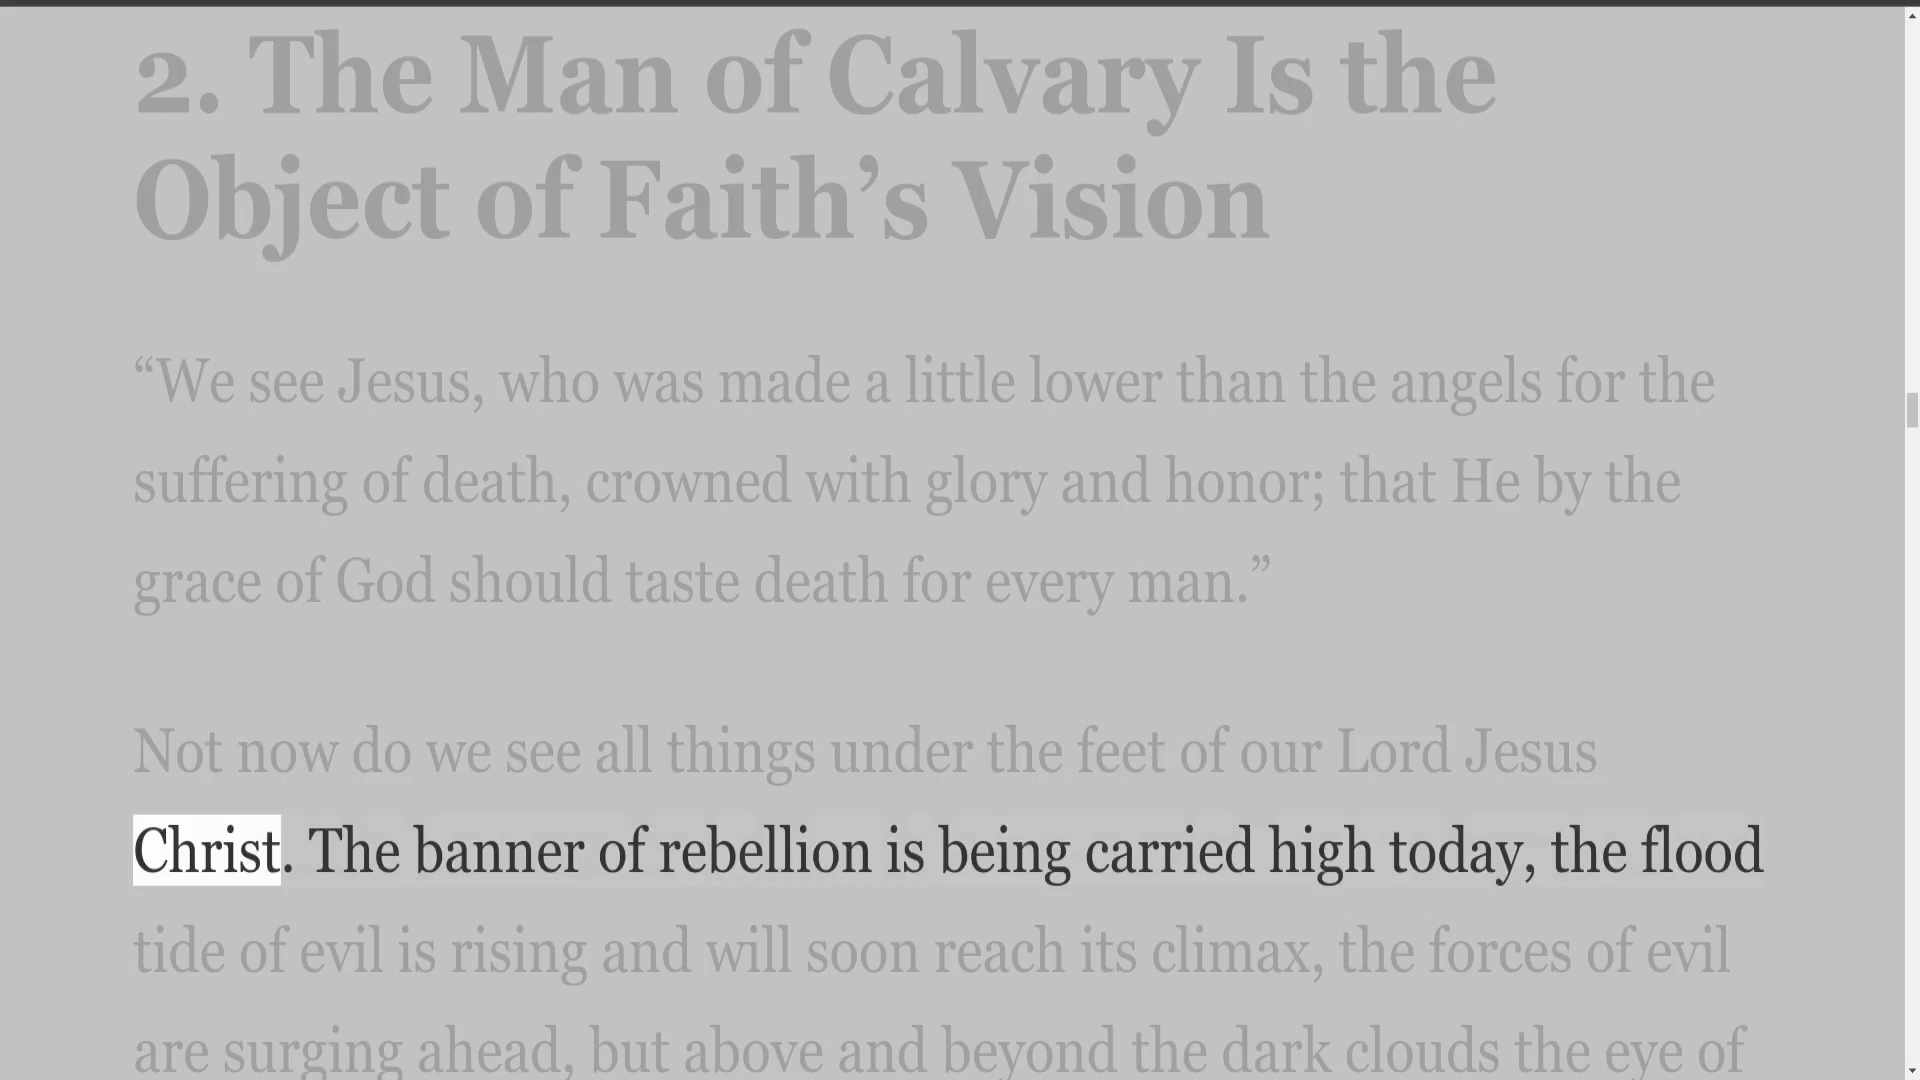 2. The Man of Calvary Is the
Object of Faith’s Vision
“We see Jesus, who was made a little lower than the angels for the
suffering of death, crowned with glory and honor; that He by the
grace of God should taste death for every man.”
Not now do we see all things under the feet of our Lord Jesus
Christ. The banner of rebellion is being carried high today, the flood
tide of evil is rising and will soon reach its climax, the forces of evil
are surging ahead, but above and beyond the dark clouds the eye of